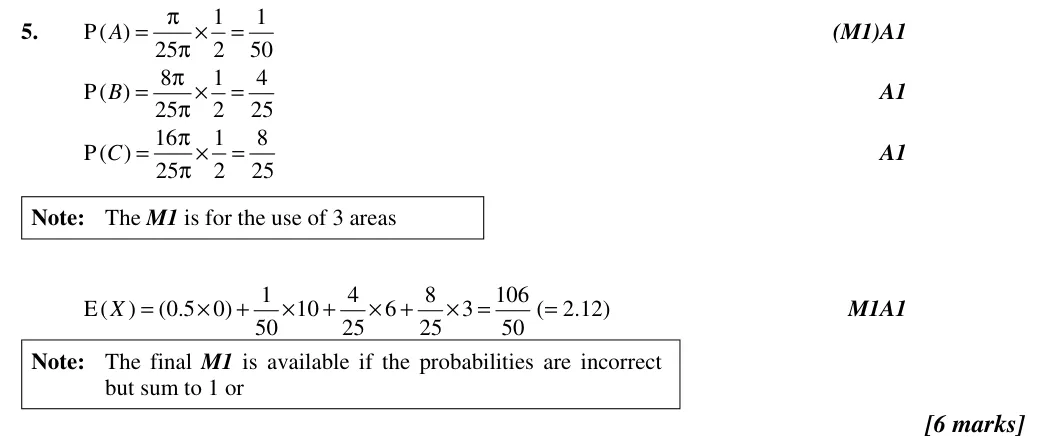 5. P(A) = π/25π × 1/2 = 1/50 (M1)A1
P(B) = 8π/25π × 1/2 = 4/25 A1
P(C) = 16π/25π × 1/2 = 8/25 A1
Note: The M1 is for the use of 3 areas
E(X) = (0.5×0) + 1/50 ×10 + 4/25 ×6 + 8/25 ×3 = 106/50 (= 2.12) M1A1
Note: The final M1 is available if the probabilities are incorrect
but sum to 1 or
[6 marks]